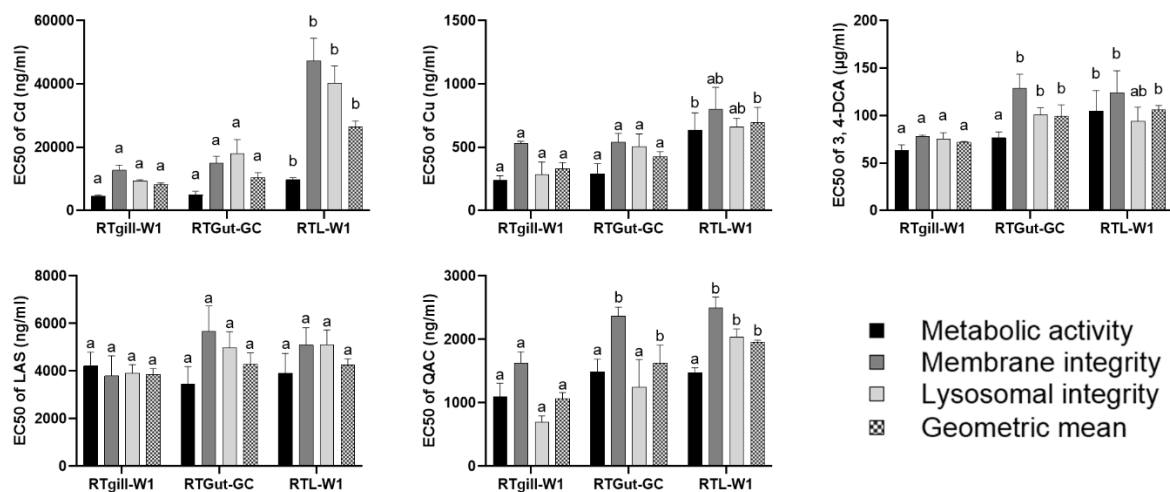 EC50 of Cd (ng/ml)
60000
40000
20000
0
a a a a a a a a b b b b
RTgill-W1 RTGut-GC RTL-W1
EC50 of Cu (ng/ml)
1500
1000
500
0
a a a a a a a a b ab ab b
RTgill-W1 RTGut-GC RTL-W1
EC50 of 3, 4-DCA (µg/ml)
200
150
100
50
0
a a a a a b b b b b ab b
RTgill-W1 RTGut-GC RTL-W1
EC50 of LAS (ng/ml)
8000
6000
4000
2000
0
a a a a a a a a a a a a
RTgill-W1 RTGut-GC RTL-W1
EC50 of QAC (ng/ml)
3000
2000
1000
0
a a a a a b a b a b b b
RTgill-W1 RTGut-GC RTL-W1
Metabolic activity
Membrane integrity
Lysosomal integrity
Geometric mean